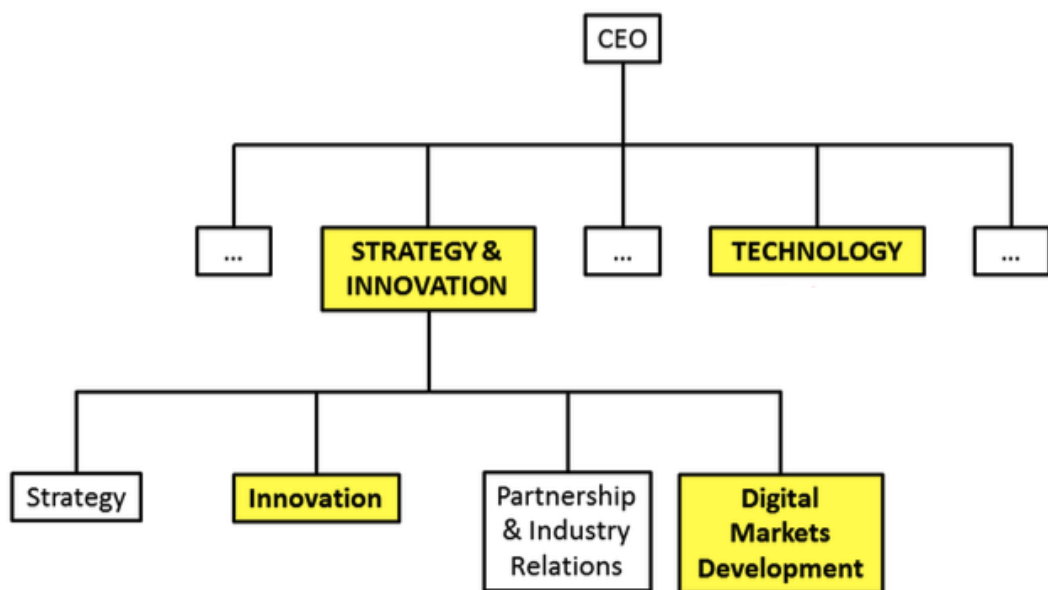 CEO
...
STRATEGY &
INNOVATION
...
TECHNOLOGY
...
Strategy
Innovation
Partnership
& Industry
Relations
Digital
Markets
Development